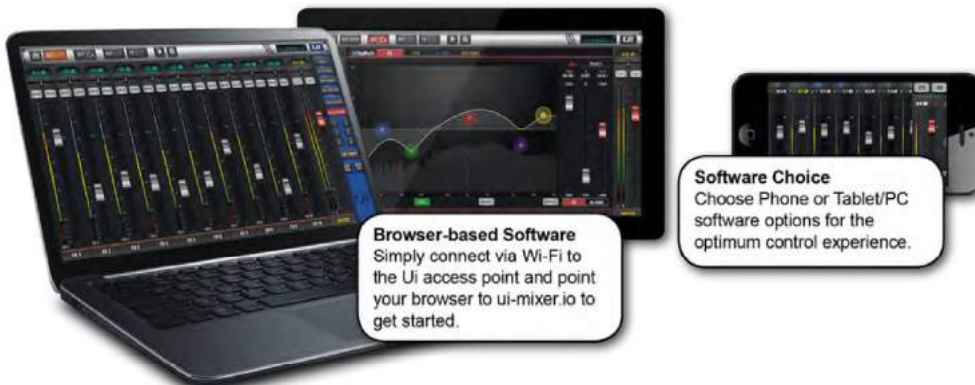 Browser-based Software
Simply connect via Wi-Fi to
the Ui access point and point
your browser to ui-mixer.io to
get started.
Software Choice
Choose Phone or Tablet/PC
software options for the
optimum control experience.